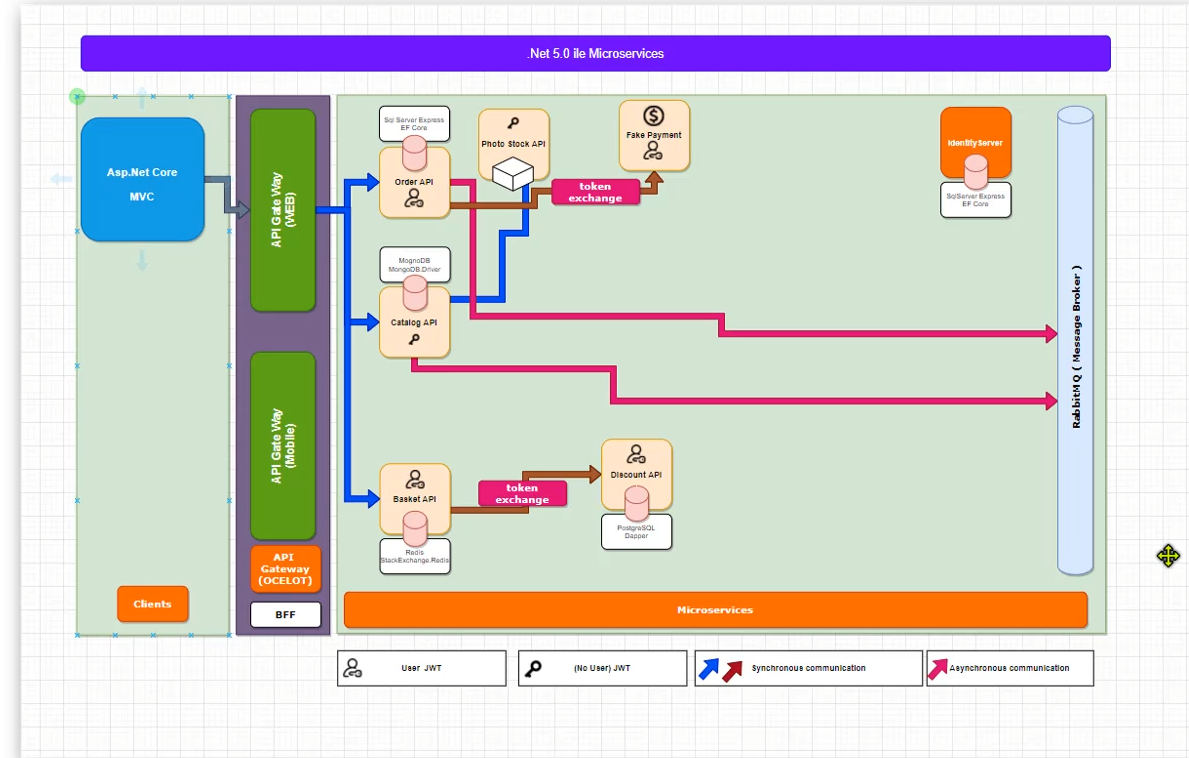 .Net 5.0 ile Microservices
Asp.Net Core
MVC
Clients
API Gate Way
(WEB)
API Gate Way
(Mobile)
API
Gateway
(OCELOT)
BFF
Sql Server Express
EF Core
Order API
Photo Stock API
Fake Payment
token
exchange
MognoDB
MongoDB.Driver
Catalog API
Basket API
Redis
StackExchange.Redis
token
exchange
Discount API
PostgreSQL
Dapper
IdentityServer
SqlServer Express
EF Core
RabbitMQ ( Message Broker )
Microservices
User JWT
(No User) JWT
Synchronous communication
Asynchronous communication